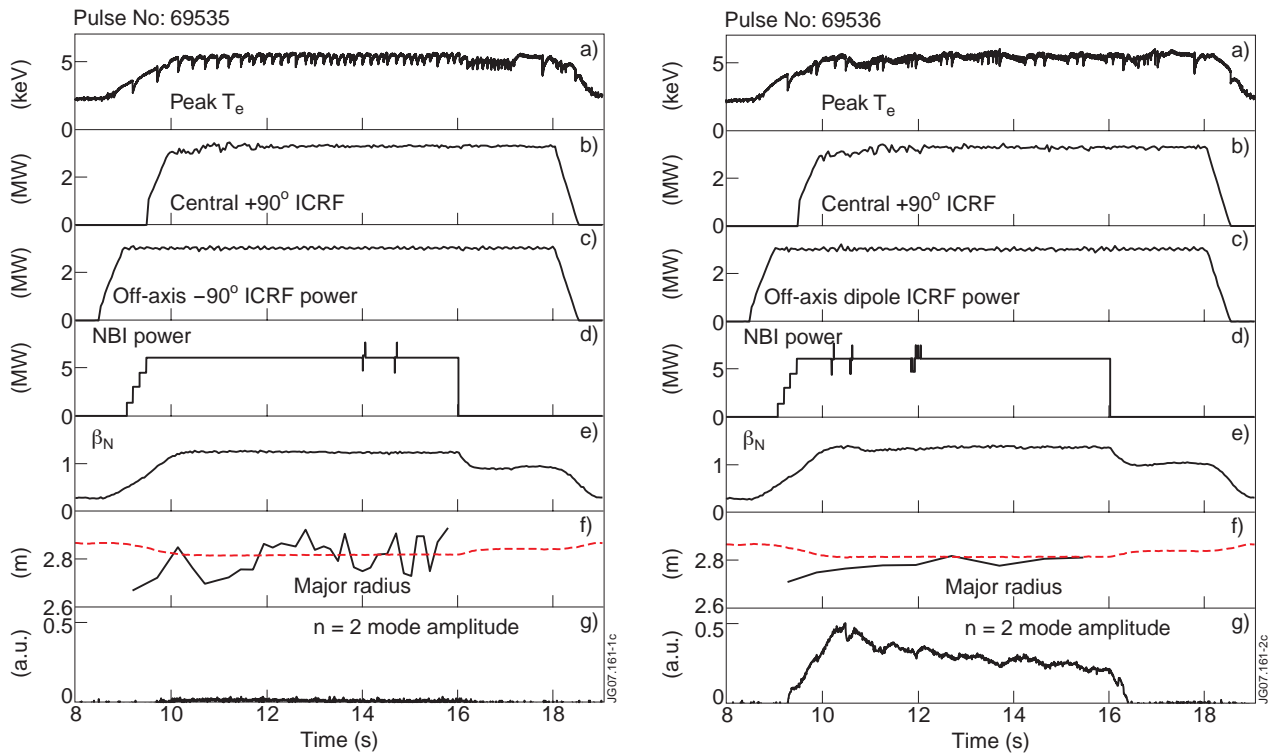 Pulse No: 69535
a)
5
0
(keV)
Peak Te
b)
2
0
(MW)
Central +90o ICRF
c)
2
0
(MW)
Off-axis −90o ICRF power
d)
NBI power
5
0
(MW)
e)
βN
1
0
f)
2.8
2.6
(m)
Major radius
g)
n = 2 mode amplitude
0.5
0
(a.u.)
8 10 12 14 16 18
Time (s)
JG07.161-1c
Pulse No: 69536
a)
5
0
(keV)
Peak Te
b)
2
0
(MW)
Central +90o ICRF
c)
2
0
(MW)
Off-axis dipole ICRF power
d)
NBI power
5
0
(MW)
e)
βN
1
0
f)
2.8
2.6
(m)
Major radius
g)
n = 2 mode amplitude
0.5
0
(a.u.)
8 10 12 14 16 18
Time (s)
JG07.161-2c